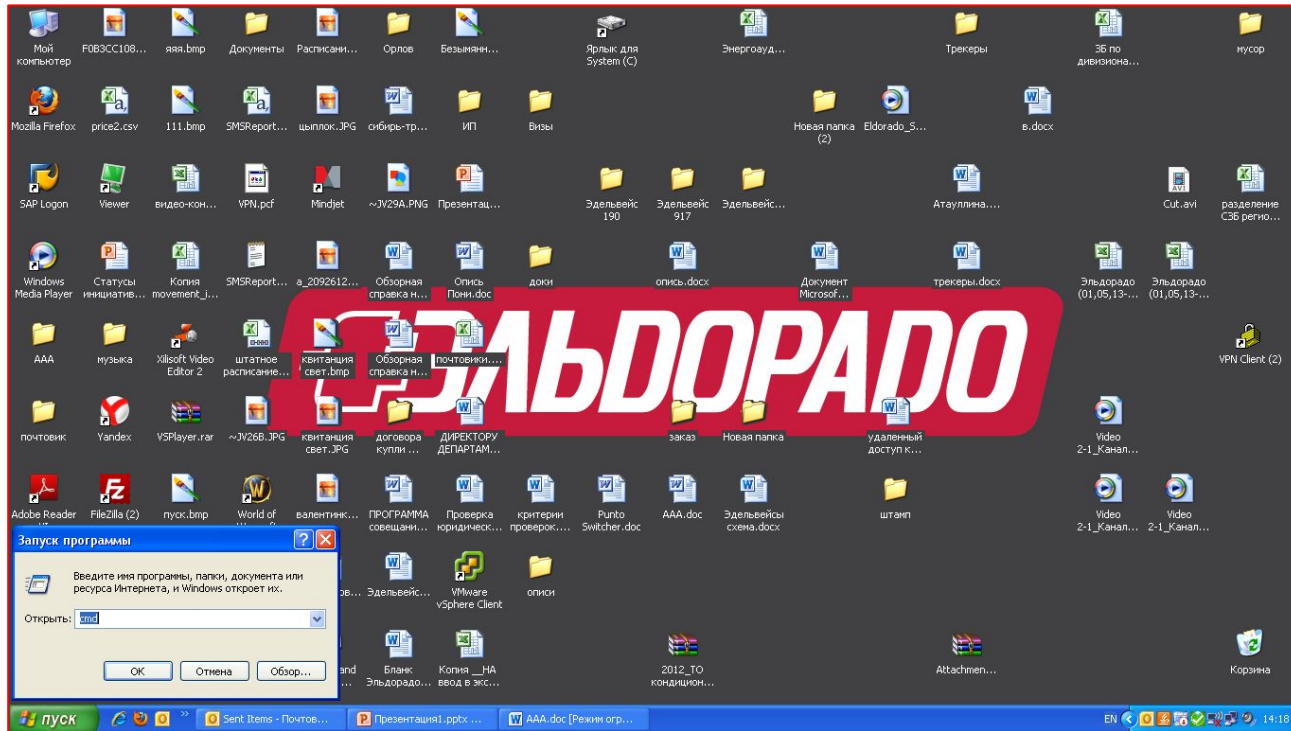 Мой компьютер
F0B3CC108...
яяя.bmp
Документы
Расписани...
Орлов
Безымянн...
Ярлык для System (C)
Энергоауд...
Трекеры
ЗБ по дивизиона...
мусор
Mozilla Firefox
price2.csv
111.bmp
SMSReport...
цыплок.JPG
сибирь-тр...
ИП
Визы
Новая папка (2)
Eldorado_S...
в.docx
SAP Logon
Viewer
видео-кон...
VPN.pcf
Mindjet
~JV29A.PNG
Презентац...
Эдельвейс 190
Эдельвейс 917
Эдельвейс...
Атауллина....
Cut.avi
разделение СЗБ регио...
Windows Media Player
Статусы инициатив...
Копия movement_i...
SMSReport...
a_2092612...
Обзорная справка н...
Опись Пони.doc
доки
опись.docx
Документ Microsof...
трекеры.docx
Эльдорадо (01,05,13-...
Эльдорадо (01,05,13-...
ЭЛЬDОРАDО
ААА
музыка
Xilisoft Video Editor 2
штатное расписание...
квитанция свет.bmp
Обзорная справка н...
почтовики....
VPN Client (2)
почтовик
Yandex
VSPlayer.rar
~JV26B.JPG
квитанция свет.JPG
договора купли ...
ДИРЕКТОРУ ДЕПАРТАМ...
заказ
Новая папка
удаленный доступ к...
Video 2-1_Канал...
Adobe Reader
FileZilla (2)
пуск.bmp
World of
валентинк...
ПРОГРАММА совещани...
Проверка юридическ...
критерии проверок....
Punto Switcher.doc
ААА.doc
Эдельвейсы схема.docx
штамп
Video 2-1_Канал...
Video 2-1_Канал...
Запуск программы
Введите имя программы, папки, документа или
ресурса Интернета, и Windows откроет их.
Открыть: cmd
ОК
Отмена
Обзор...
Эдельвейс...
VMware vSphere Client
описи
Бланк Эльдорадо...
Копия __НА ввод в экс...
2012_ТО кондицион...
Attachmen...
Корзина
пуск
Sent Items - Почтов...
Презентация1.pptx ...
ААА.doc [Режим огр...
EN
14:18